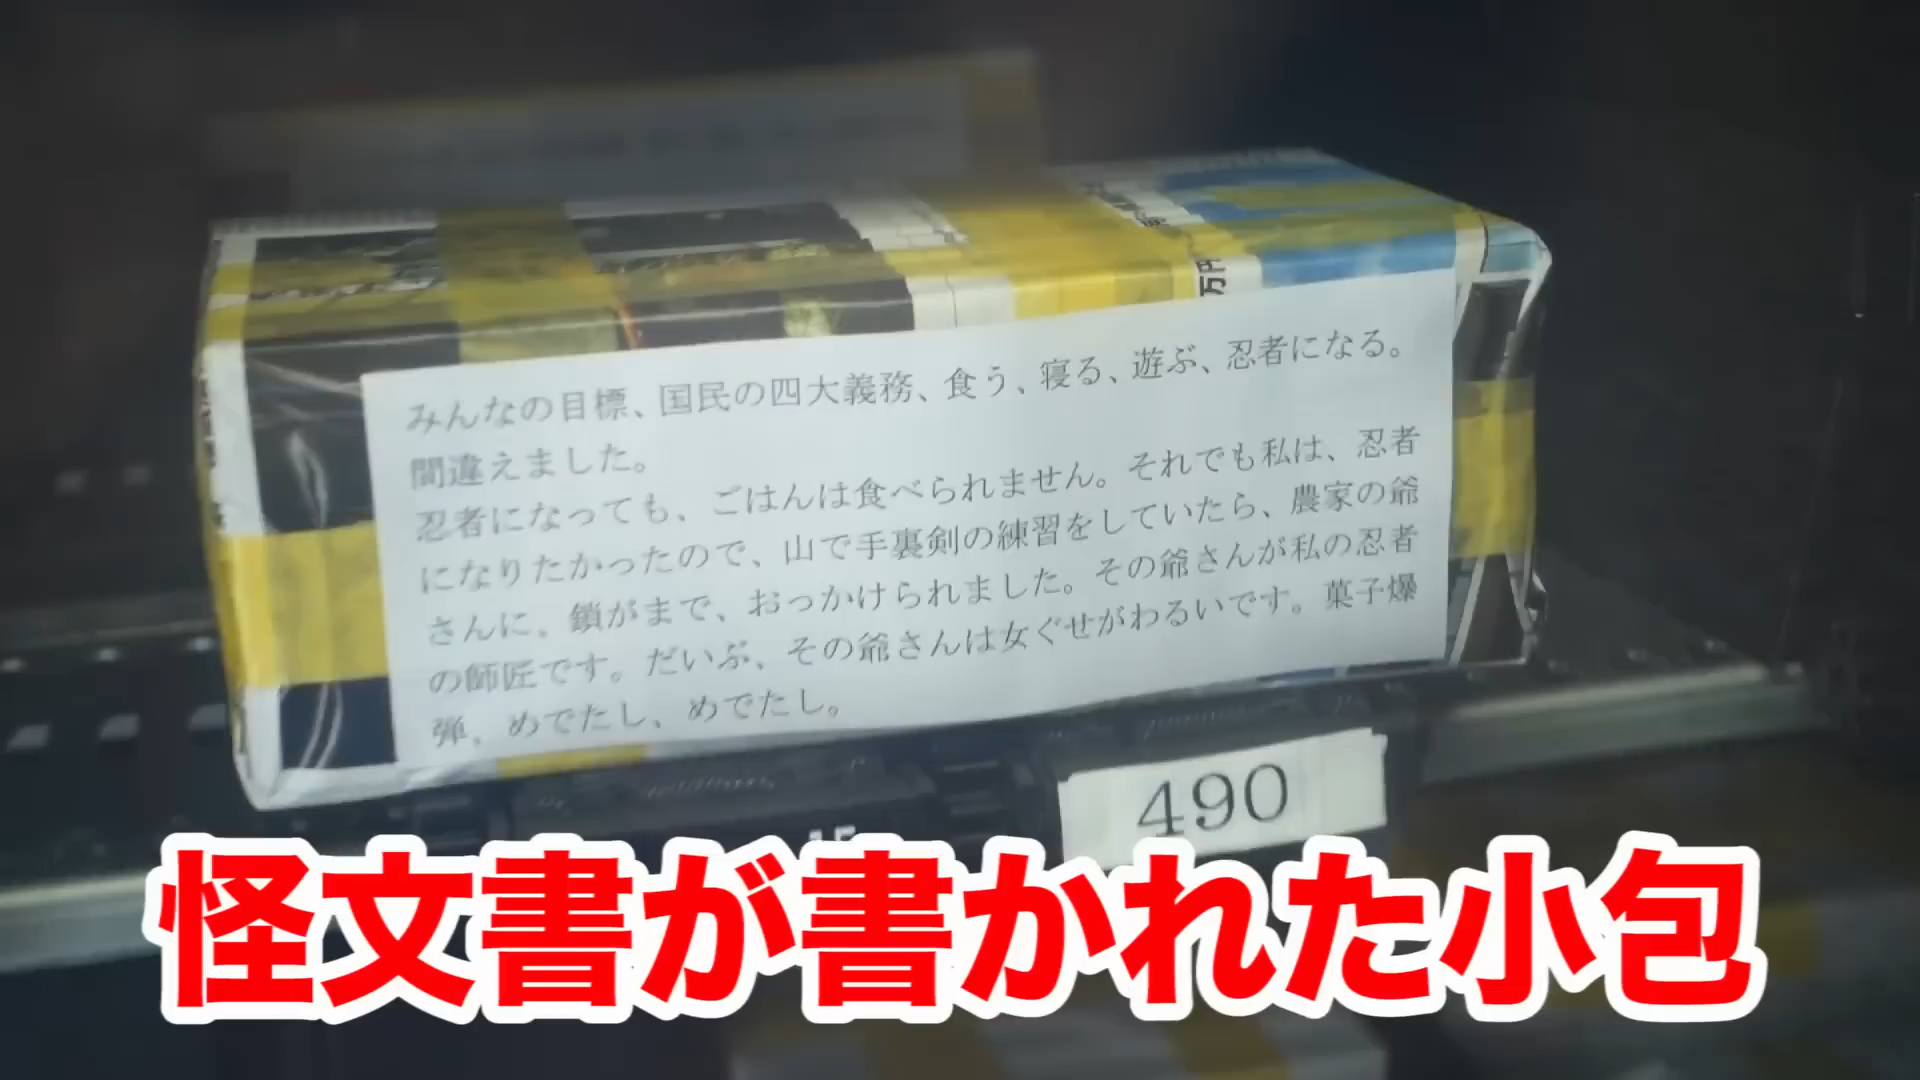 万円
みんなの目標、国民の四大義務、食う、寝る、遊ぶ、忍者になる。
間違えました。
忍者になっても、ごはんは食べられません。それでも私は、忍者
になりたかったので、山で手裏剣の練習をしていたら、農家の爺
さんに、鎖がまで、おっかけられました。その爺さんが私の忍者
の師匠です。だいぶ、その爺さんは女ぐせがわるいです。菓子爆
弾、めでたし、めでたし。
490
怪文書が書かれた小包